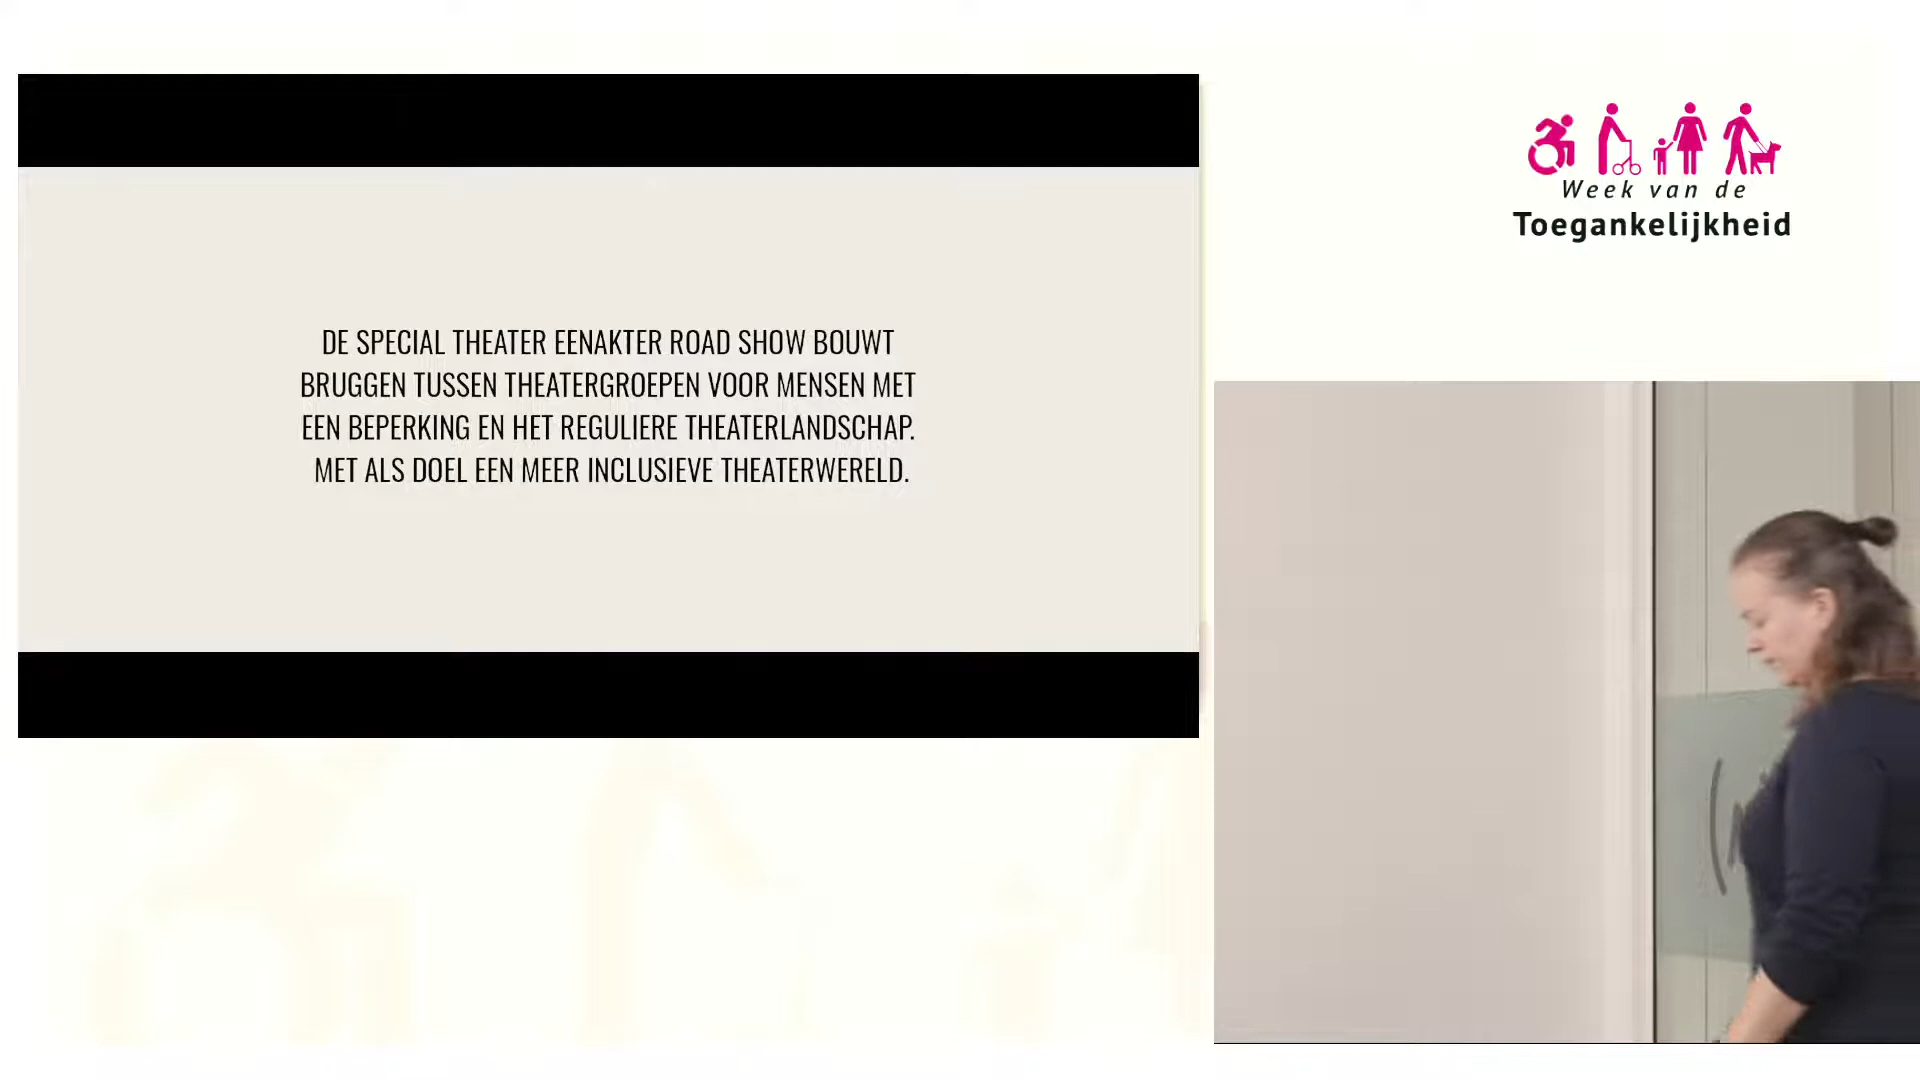 DE SPECIAL THEATER EENAKTER ROAD SHOW BOUWT
BRUGGEN TUSSEN THEATERGROEPEN VOOR MENSEN MET
EEN BEPERKING EN HET REGULIERE THEATERLANDSCHAP.
MET ALS DOEL EEN MEER INCLUSIEVE THEATERWERELD.
Week van de
Toegankelijkheid